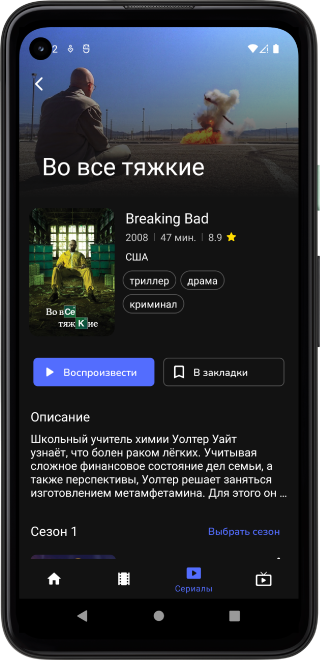 2
Во все тяжкие
Breaking Bad
2008 | 47 мин. | 8.9
США
триллер драма
криминал
Во всСе
тяжКие
Воспроизвести В закладки
Описание
Школьный учитель химии Уолтер Уайт
узнаёт, что болен раком лёгких. Учитывая
сложное финансовое состояние дел семьи, а
также перспективы, Уолтер решает заняться
изготовлением метамфетамина. Для этого он ...
Сезон 1 Выбрать сезон
Сериалы